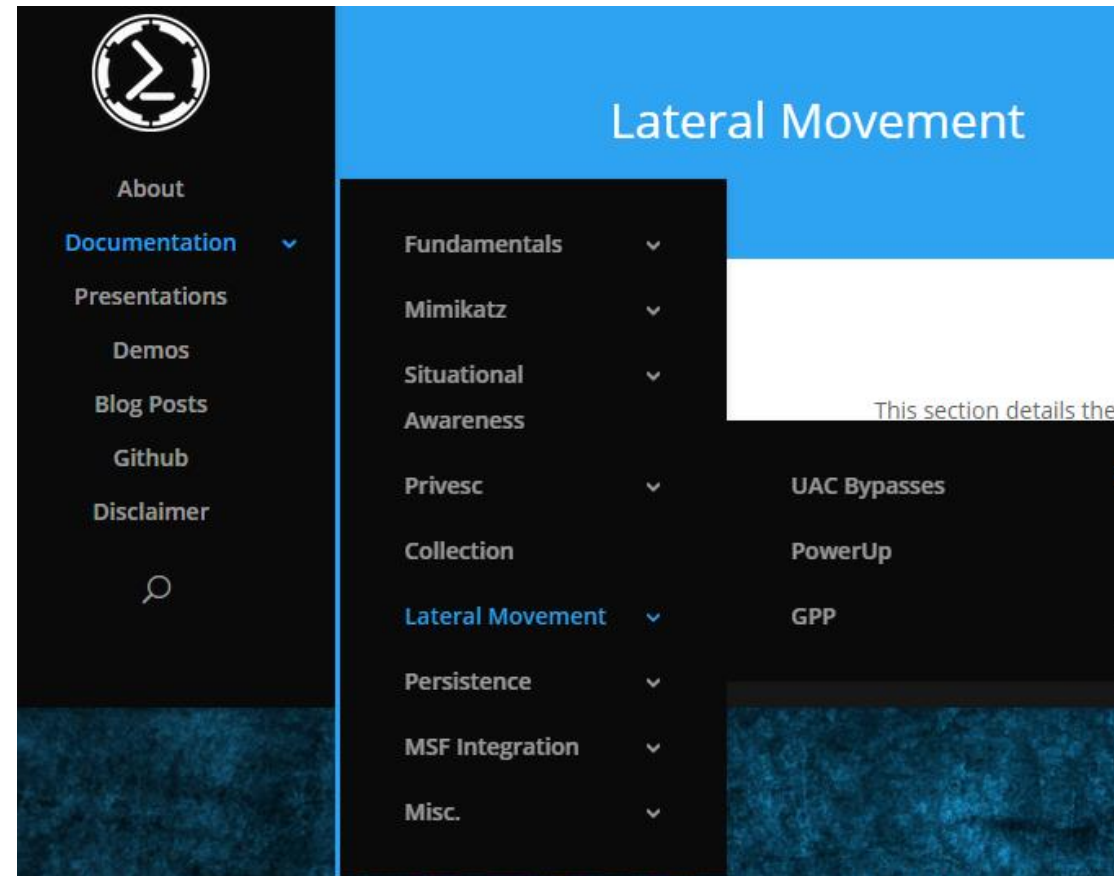 Lateral Movement
About
Documentation
Presentations
Demos
Blog Posts
Github
Disclaimer
Fundamentals
Mimikatz
Situational
Awareness
Privesc
Collection
Lateral Movement
Persistence
MSF Integration
Misc.
This section details the
UAC Bypasses
PowerUp
GPP